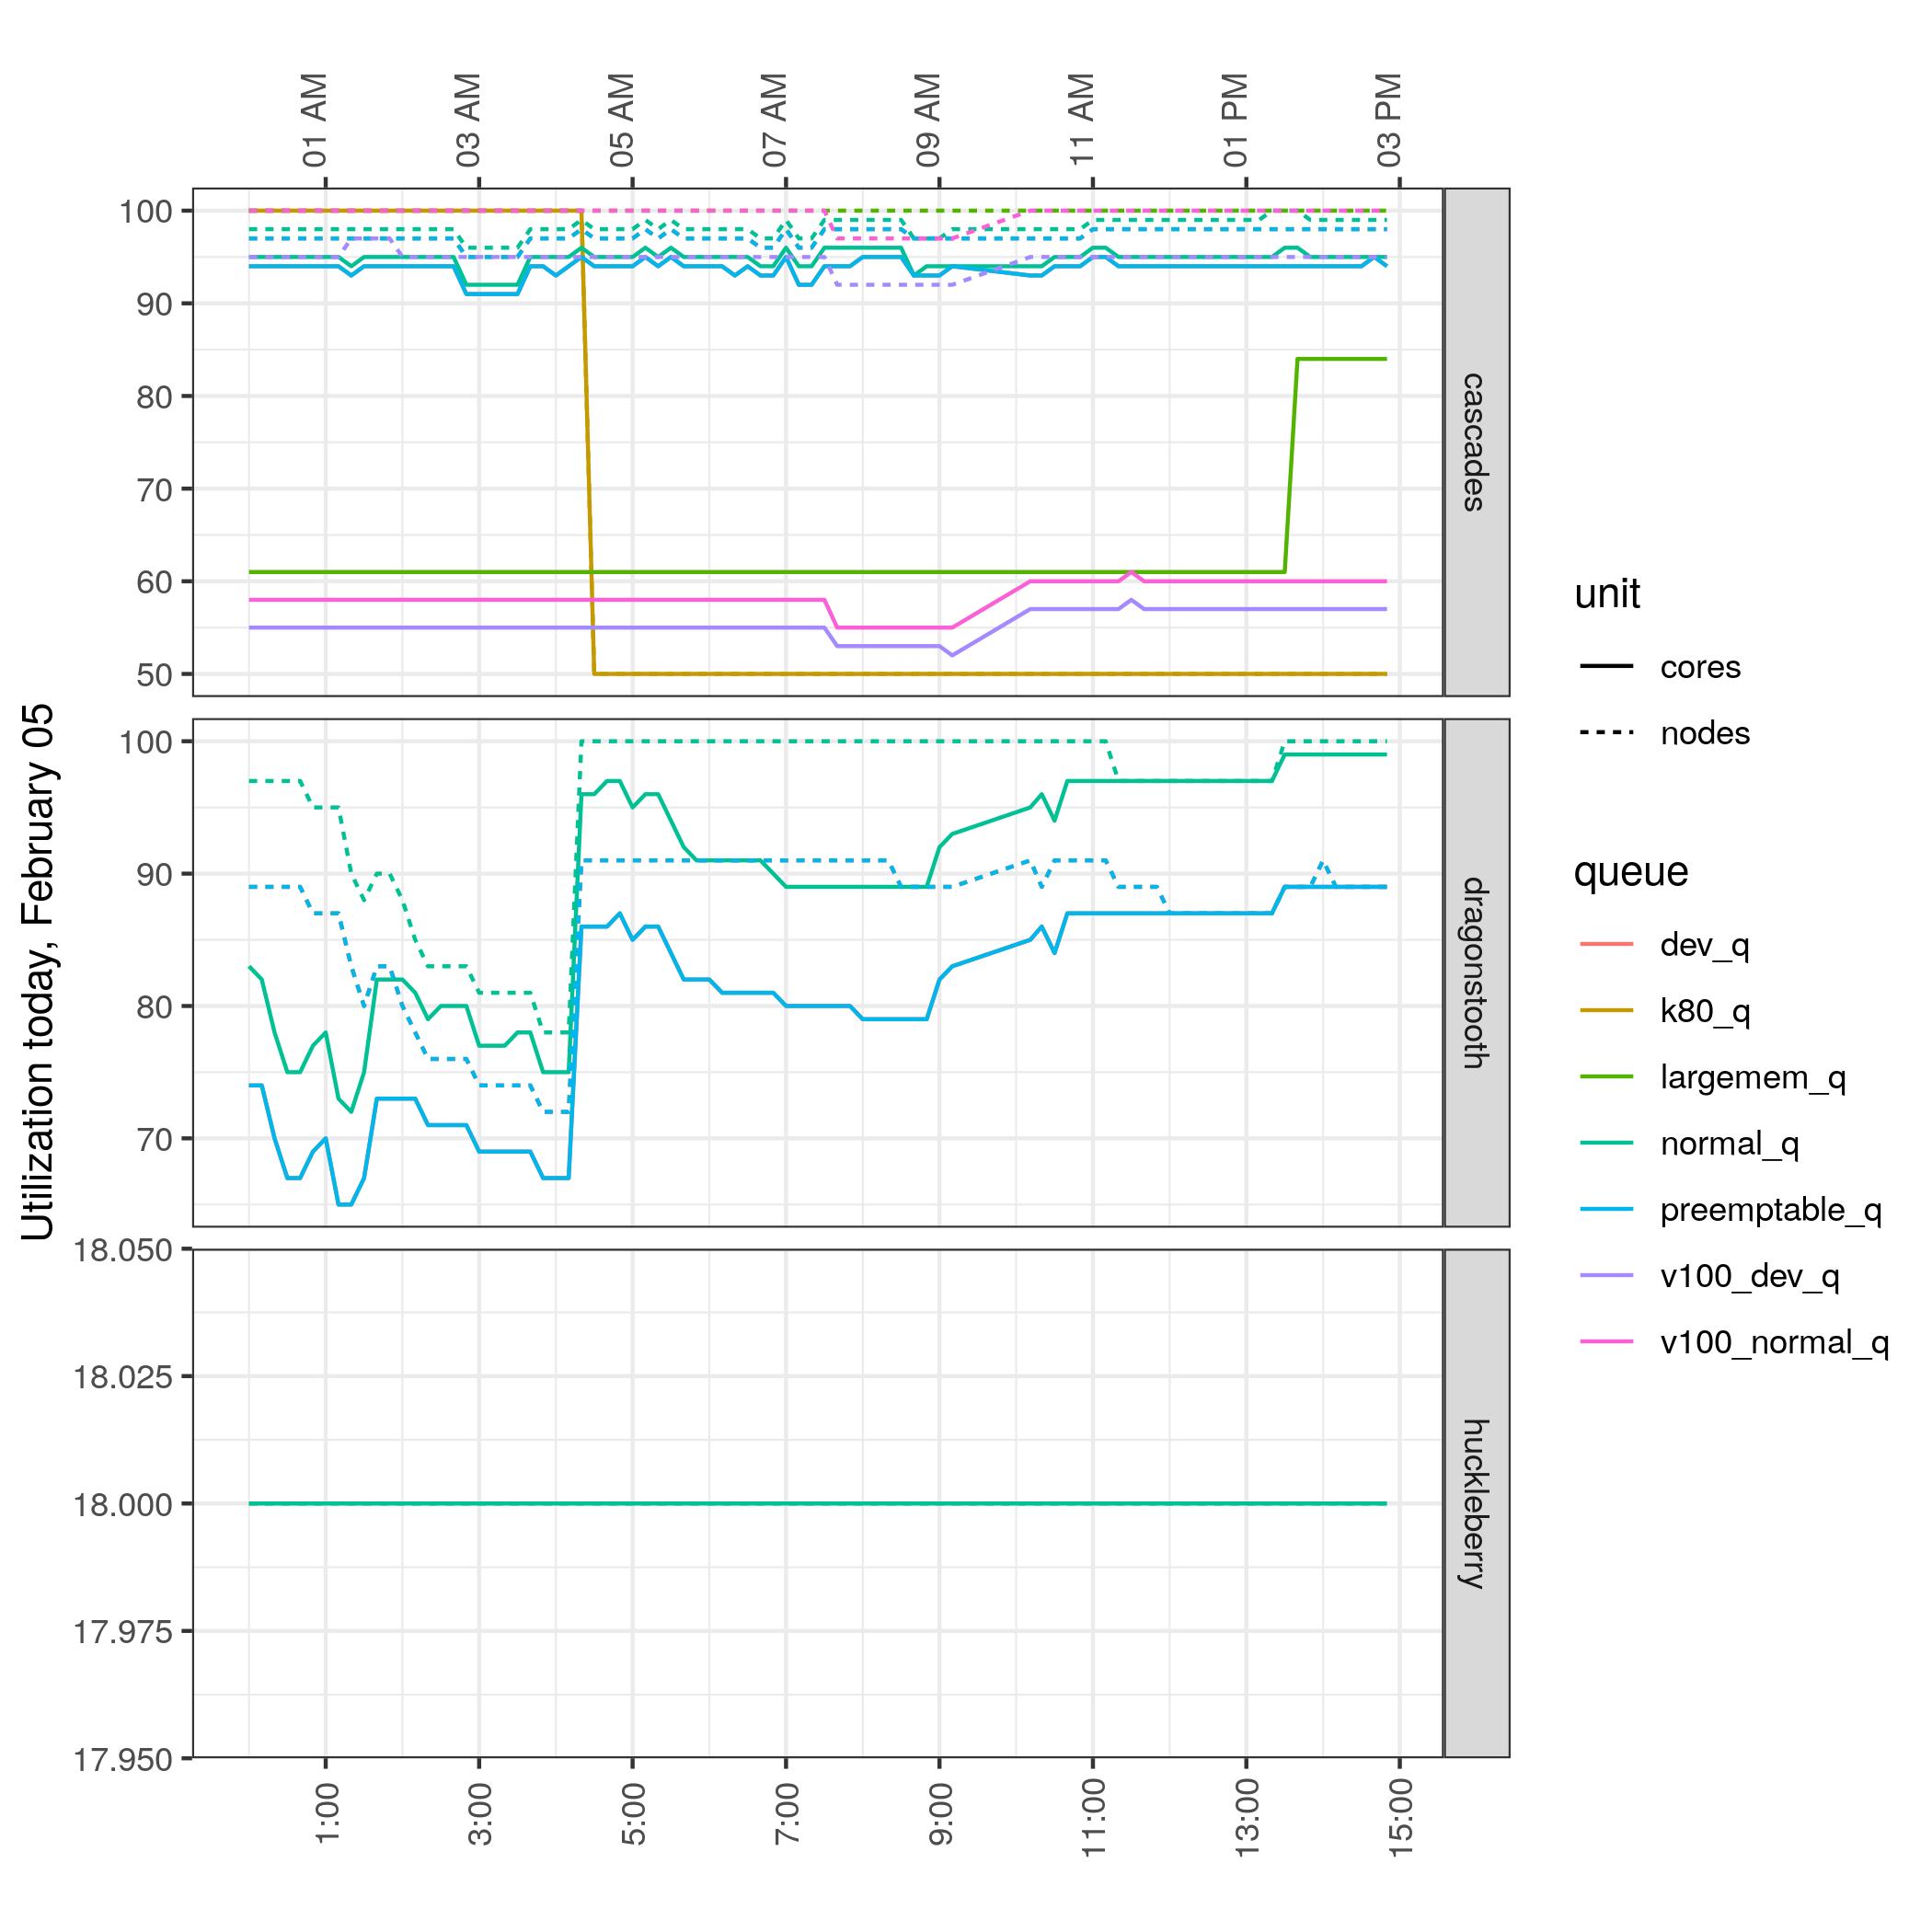 01 AM
03 AM
05 AM
07 AM
09 AM
11 AM
01 PM
03 PM
Utilization today, February 05
100
90
80
70
60
50
cascades
100
90
80
70
dragonstooth
18.050
18.025
18.000
17.975
17.950
huckleberry
1:00
3:00
5:00
7:00
9:00
11:00
13:00
15:00
unit
cores
nodes
queue
dev_q
k80_q
largemem_q
normal_q
preemptable_q
v100_dev_q
v100_normal_q